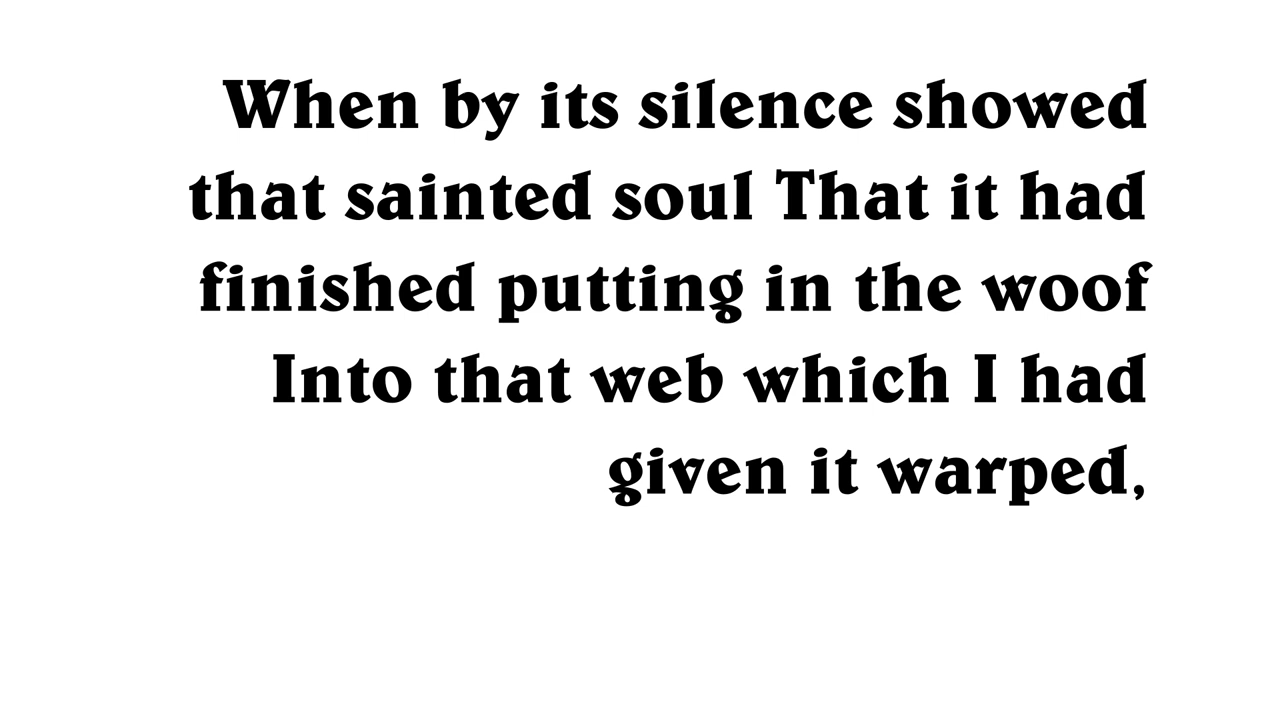 When by its silence showed
that sainted soul That it had
finished putting in the woof
Into that web which I had
given it warped,